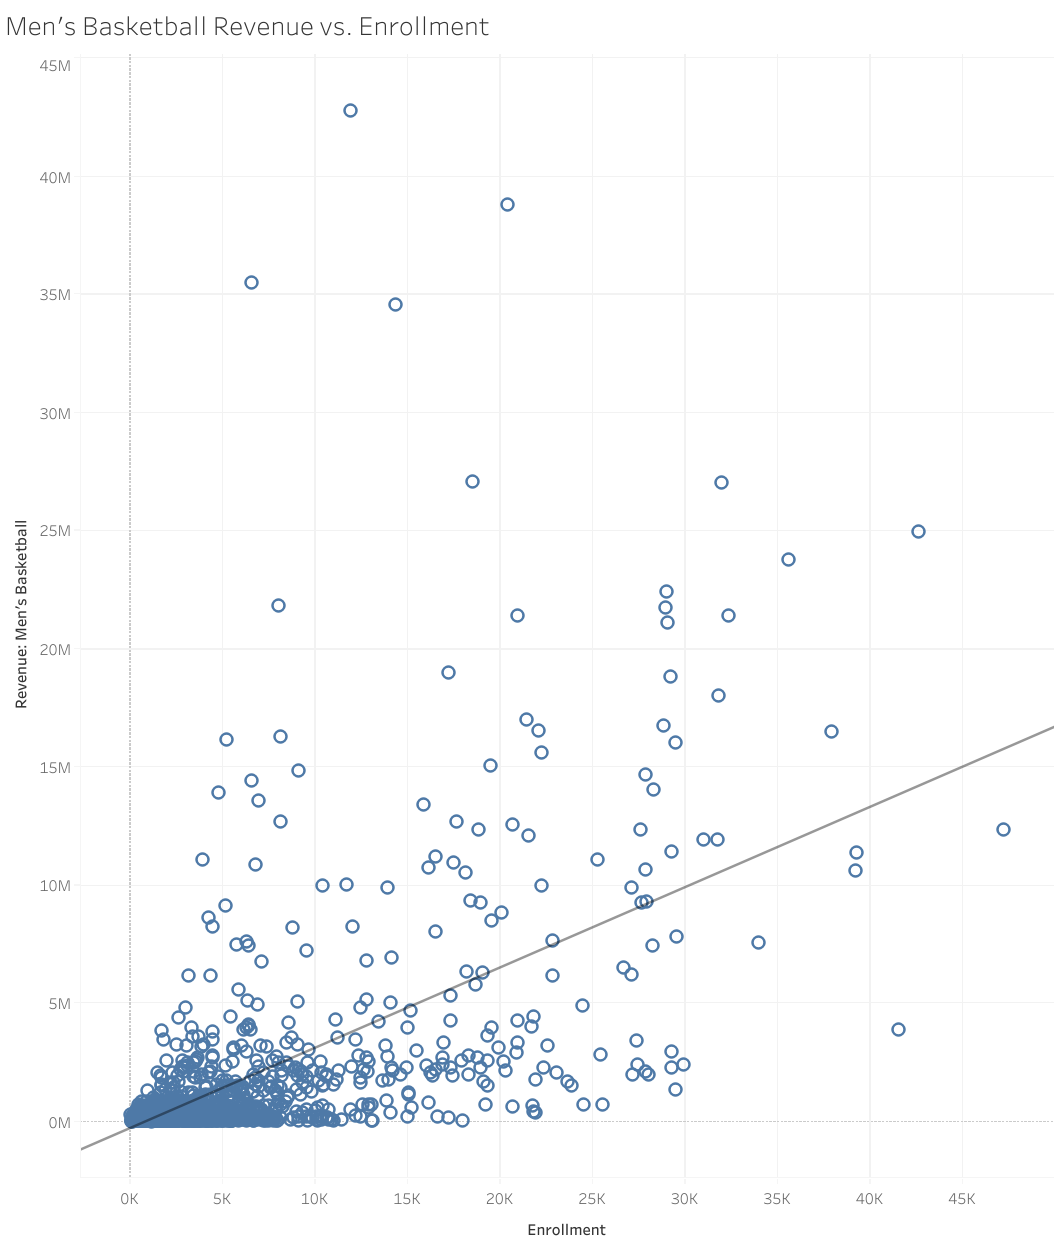 Men's Basketball Revenue vs. Enrollment
45M
40M
35M
30M
25M
20M
15M
10M
5M
0M
Revenue: Men's Basketball
0K 5K 10K 15K 20K 25K 30K 35K 40K 45K
Enrollment